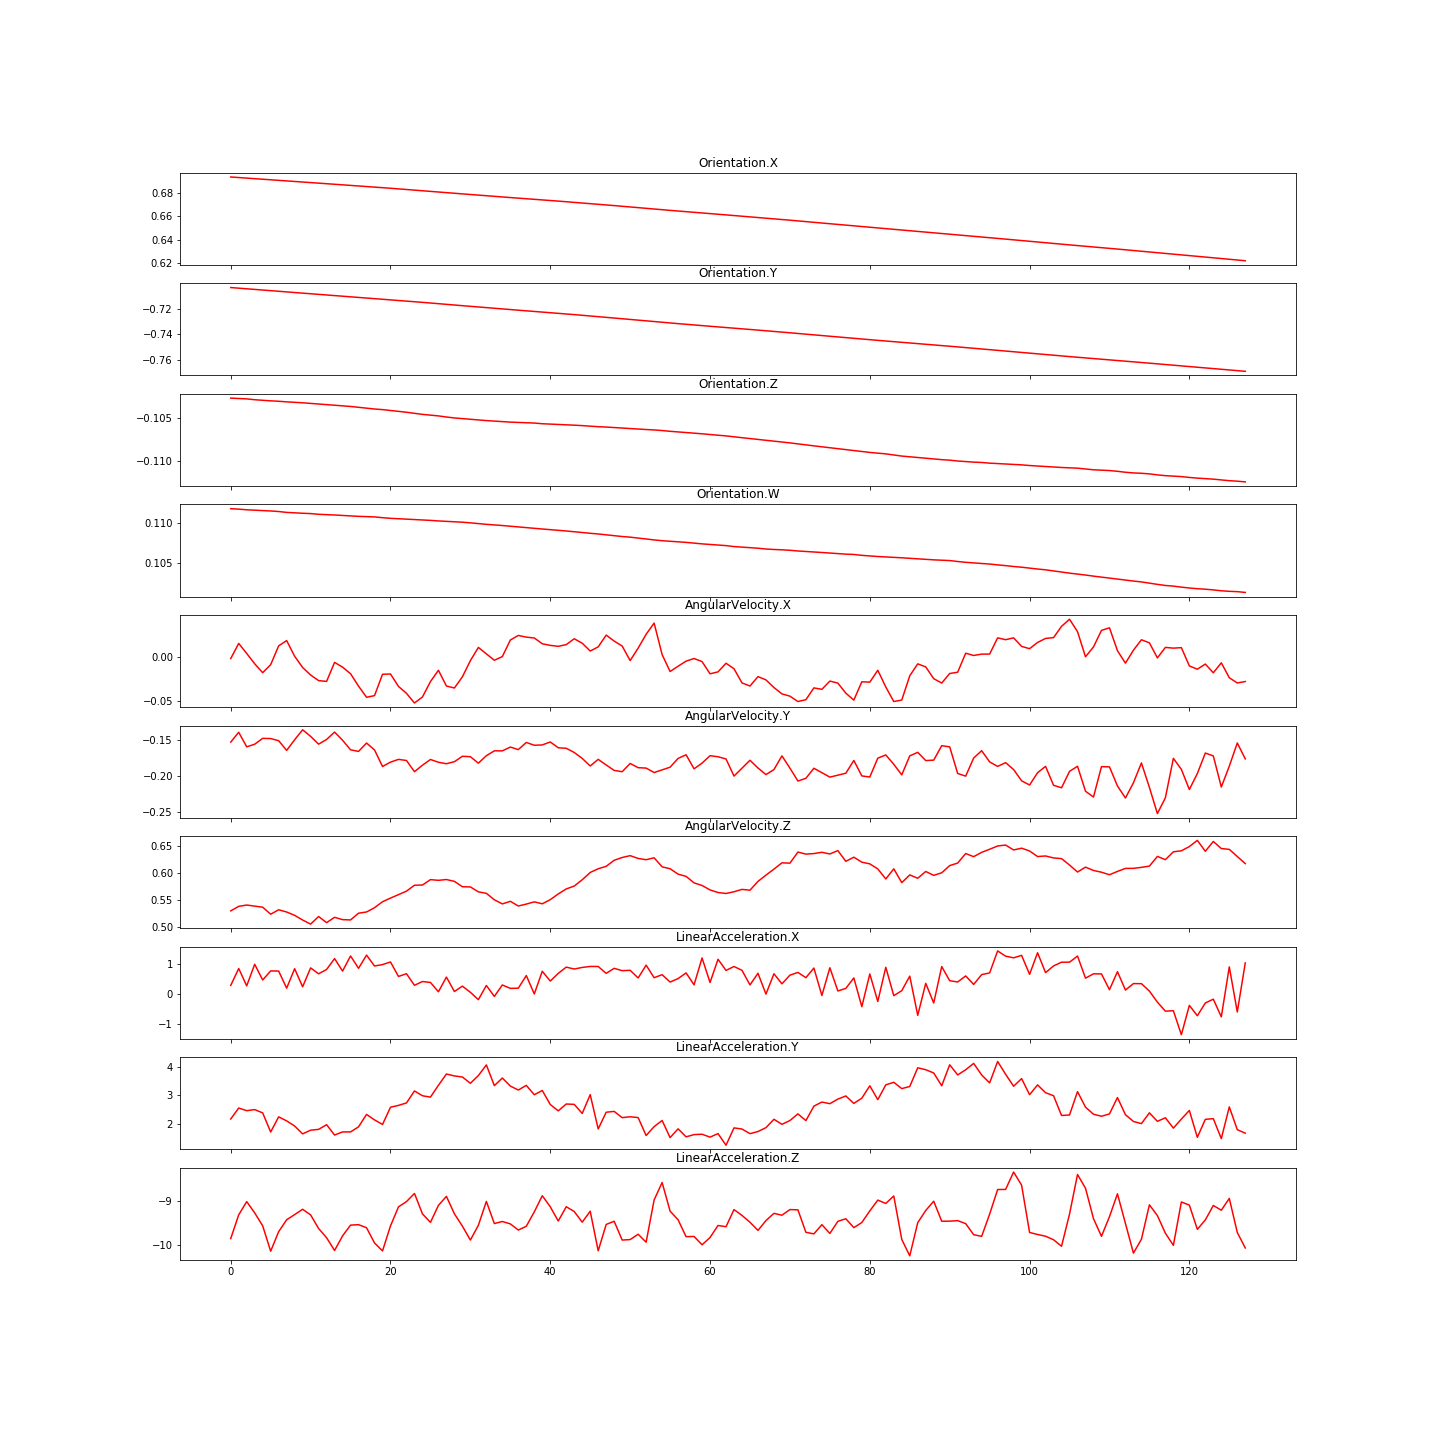 Orientation.X
0.68
0.66
0.64
0.62
Orientation.Y
−0.72
−0.74
−0.76
Orientation.Z
−0.105
−0.110
Orientation.W
0.110
0.105
AngularVelocity.X
0.00
−0.05
AngularVelocity.Y
−0.15
−0.20
−0.25
AngularVelocity.Z
0.65
0.60
0.55
0.50
LinearAcceleration.X
1
0
−1
LinearAcceleration.Y
4
3
2
LinearAcceleration.Z
−9
−10
0 20 40 60 80 100 120